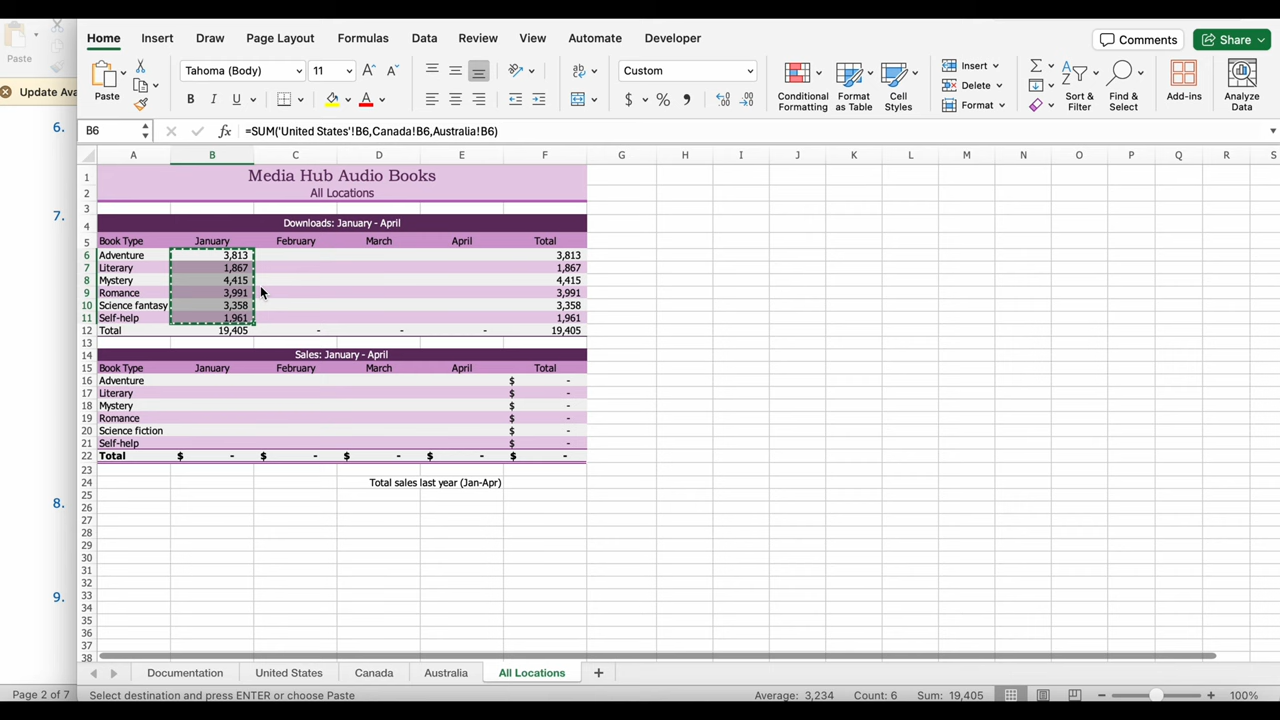 Home Insert Draw Page Layout Formulas Data Review View Automate Developer Comments Share
Paste
Paste Tahoma (Body) 11 Custom Conditional Formatting Format as Table Cell Styles Insert Delete Format Sort & Filter Find & Select Add-ins Analyze Data
B I U $ % 
Update Ava
B6 fx =SUM('United States'!B6,Canada!B6,Australia!B6)
6.
7.
8.
9.
A B C D E F G H I J K L M N O P Q R S
1 Media Hub Audio Books
2 All Locations
3
4 Downloads: January - April
5 Book Type January February March April Total
6 Adventure 3,813 3,813
7 Literary 1,867 1,867
8 Mystery 4,415 4,415
9 Romance 3,991 3,991
10 Science fantasy 3,358 3,358
11 Self-help 1,961 1,961
12 Total 19,405 - - - 19,405
13
14 Sales: January - April
15 Book Type January February March April Total
16 Adventure $ -
17 Literary $ -
18 Mystery $ -
19 Romance $ -
20 Science fiction $ -
21 Self-help $ -
22 Total $ - $ - $ - $ - $ -
23
24 Total sales last year (Jan-Apr)
25
26
27
28
29
30
31
32
33
34
35
36
37
38
Documentation United States Canada Australia All Locations +
Page 2 of 7 Select destination and press ENTER or choose Paste Average: 3,234 Count: 6 Sum: 19,405 100%